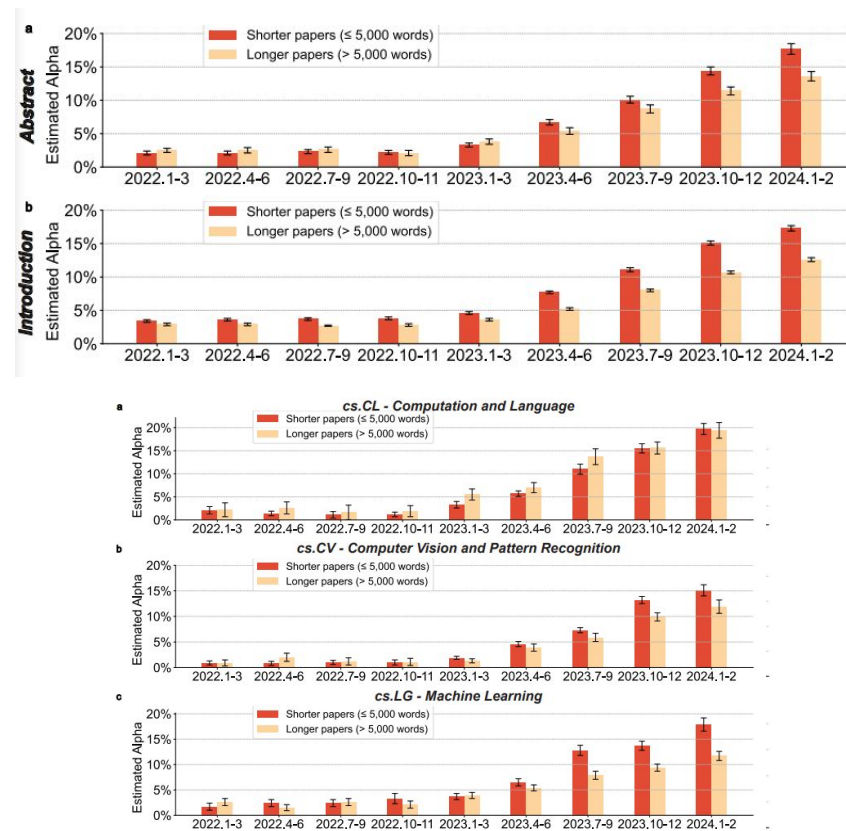 a
Abstract
Estimated Alpha
20%
15%
10%
5%
0%
Shorter papers (≤ 5,000 words)
Longer papers (> 5,000 words)
2022.1-3 2022.4-6 2022.7-9 2022.10-11 2023.1-3 2023.4-6 2023.7-9 2023.10-12 2024.1-2
b
Introduction
Estimated Alpha
20%
15%
10%
5%
0%
Shorter papers (≤ 5,000 words)
Longer papers (> 5,000 words)
2022.1-3 2022.4-6 2022.7-9 2022.10-11 2023.1-3 2023.4-6 2023.7-9 2023.10-12 2024.1-2
a
cs.CL - Computation and Language
Estimated Alpha
20%
15%
10%
5%
0%
Shorter papers (≤ 5,000 words)
Longer papers (> 5,000 words)
2022.1-3 2022.4-6 2022.7-9 2022.10-11 2023.1-3 2023.4-6 2023.7-9 2023.10-12 2024.1-2
b
cs.CV - Computer Vision and Pattern Recognition
Estimated Alpha
20%
15%
10%
5%
0%
Shorter papers (≤ 5,000 words)
Longer papers (> 5,000 words)
2022.1-3 2022.4-6 2022.7-9 2022.10-11 2023.1-3 2023.4-6 2023.7-9 2023.10-12 2024.1-2
c
cs.LG - Machine Learning
Estimated Alpha
20%
15%
10%
5%
0%
Shorter papers (≤ 5,000 words)
Longer papers (> 5,000 words)
2022.1-3 2022.4-6 2022.7-9 2022.10-11 2023.1-3 2023.4-6 2023.7-9 2023.10-12 2024.1-2